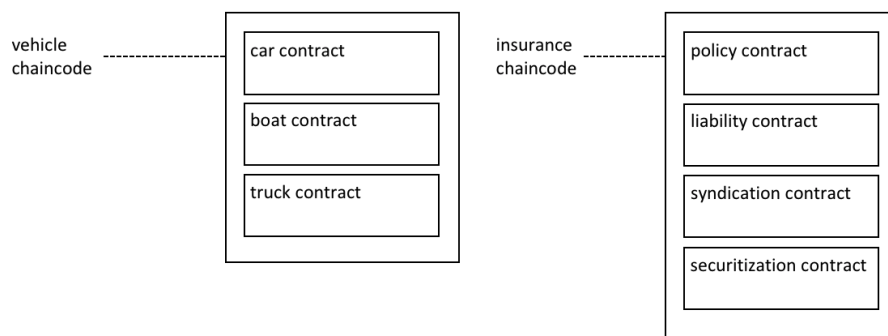 vehicle
chaincode
car contract
boat contract
truck contract
insurance
chaincode
policy contract
liability contract
syndication contract
securitization contract